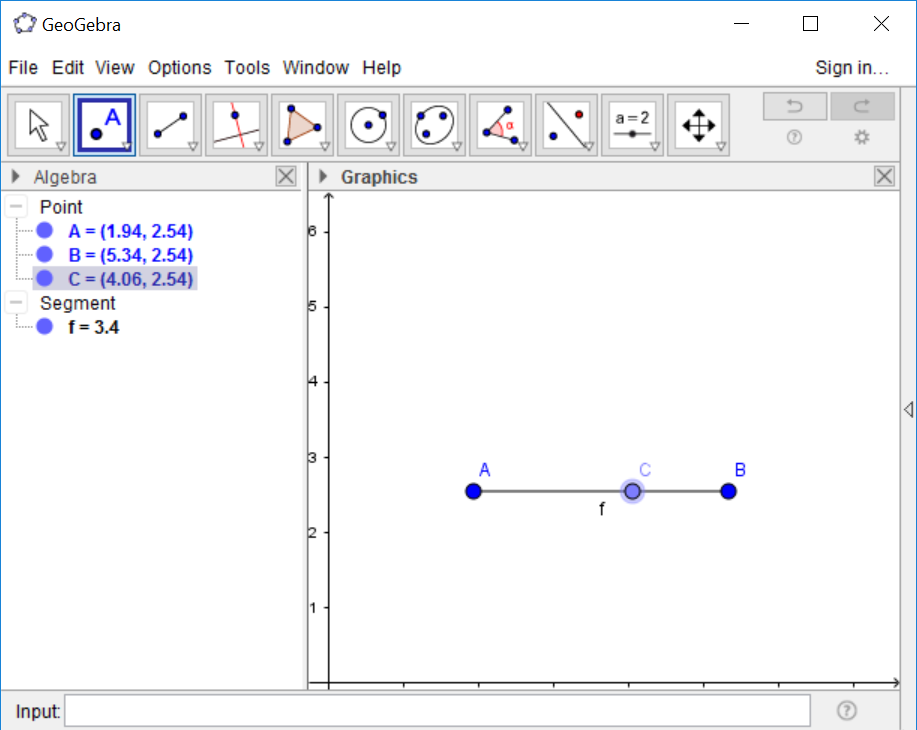 GeoGebra
File Edit View Options Tools Window Help Sign in...
A α a = 2
Algebra
Graphics
Point
A = (1.94, 2.54)
B = (5.34, 2.54)
C = (4.06, 2.54)
Segment
f = 3.4
6
5
4
3
A C B
f
2
1
Input: